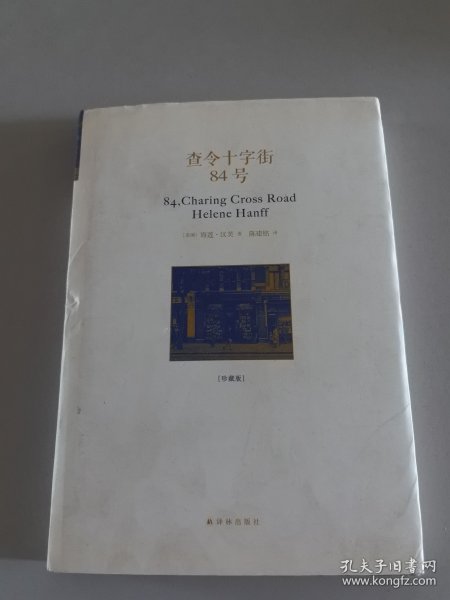 查令十字街
84号
84,Charing Cross Road
Helene Hanff
[美国] 海莲·汉芙 著 陈建铭 译
[珍藏版]
译林出版社
孔夫子旧书网
www.kongfz.com